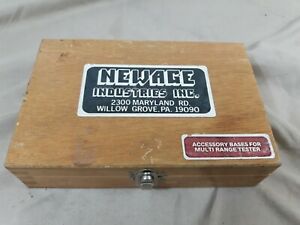 NEWAGE
INDUSTRIES INC.
2300 MARYLAND RD.
WILLOW GROVE, PA. 19090
ACCESSORY BASES FOR
MULTI RANGE TESTER